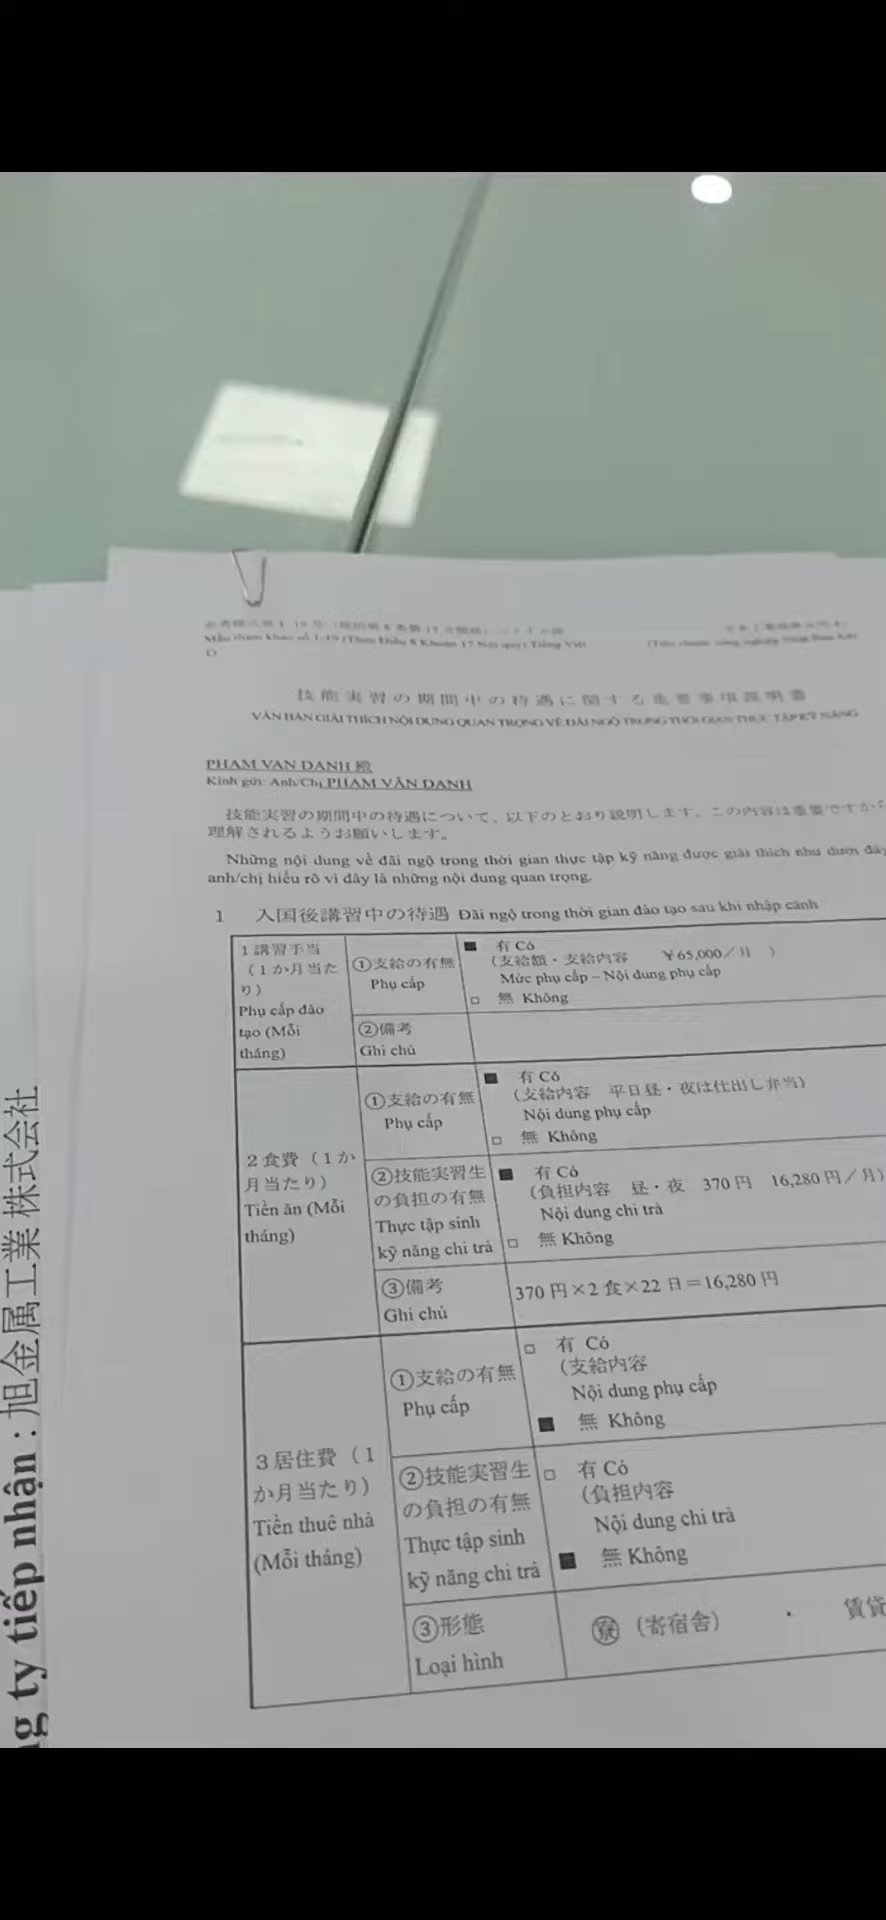 Mẫu tham khảo số 1-19 (Theo Điều 8 Khoản 17 Nội quy) Tiếng Việt
技能実習の期間中の待遇に関する重要事項説明書
VĂN BẢN GIẢI THÍCH NỘI DUNG QUAN TRỌNG VỀ ĐÃI NGỘ TRONG THỜI GIAN THỰC TẬP KỸ NĂNG
PHAM VAN DANH 殿
Kính gửi: Anh/Chị PHẠM VĂN DANH
技能実習の期間中の待遇について、以下のとおり説明します。この内容は重要ですから
理解されるようお願いします。
Những nội dung về đãi ngộ trong thời gian thực tập kỹ năng được giải thích như dưới đây
anh/chị hiểu rõ vì đây là những nội dung quan trọng.
1 入国後講習中の待遇 Đãi ngộ trong thời gian đào tạo sau khi nhập cảnh
1 講習手当
（１か月当た
り）
Phụ cấp đào
tạo (Mỗi
tháng)
①支給の有無
Phụ cấp
■ 有 Có
（支給額・支給内容 ￥65,000／月 ）
Mức phụ cấp – Nội dung phụ cấp
□ 無 Không
②備考
Ghi chú
2 食費（１か
月当たり）
Tiền ăn (Mỗi
tháng)
①支給の有無
Phụ cấp
■ 有 Có
（支給内容 平日昼・夜は仕出し弁当）
Nội dung phụ cấp
□ 無 Không
②技能実習生
の負担の有無
Thực tập sinh
kỹ năng chi trả
■ 有 Có
（負担内容 昼・夜 370 円 16,280 円／月）
Nội dung chi trả
□ 無 Không
③備考
Ghi chú
370 円×2 食×22 日＝16,280 円
3 居住費（１
か月当たり）
Tiền thuê nhà
(Mỗi tháng)
①支給の有無
Phụ cấp
□ 有 Có
（支給内容
Nội dung phụ cấp
■ 無 Không
②技能実習生
の負担の有無
Thực tập sinh
kỹ năng chi trả
□ 有 Có
（負担内容
Nội dung chi trả
■ 無 Không
③形態
Loại hình
寮（寄宿舎） ・ 賃貸
ty tiếp nhận : 旭金属工業 株式会社